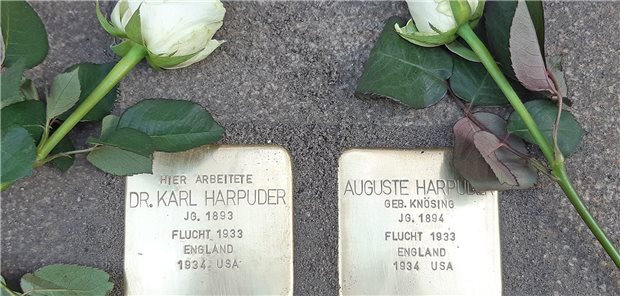 HIER ARBEITETE
DR. KARL HARPUDER
JG. 1893
FLUCHT 1933
ENGLAND
1934 USA
AUGUSTE HARPUDER
GEB. KNÖSING
JG. 1894
FLUCHT 1933
ENGLAND
1934 USA